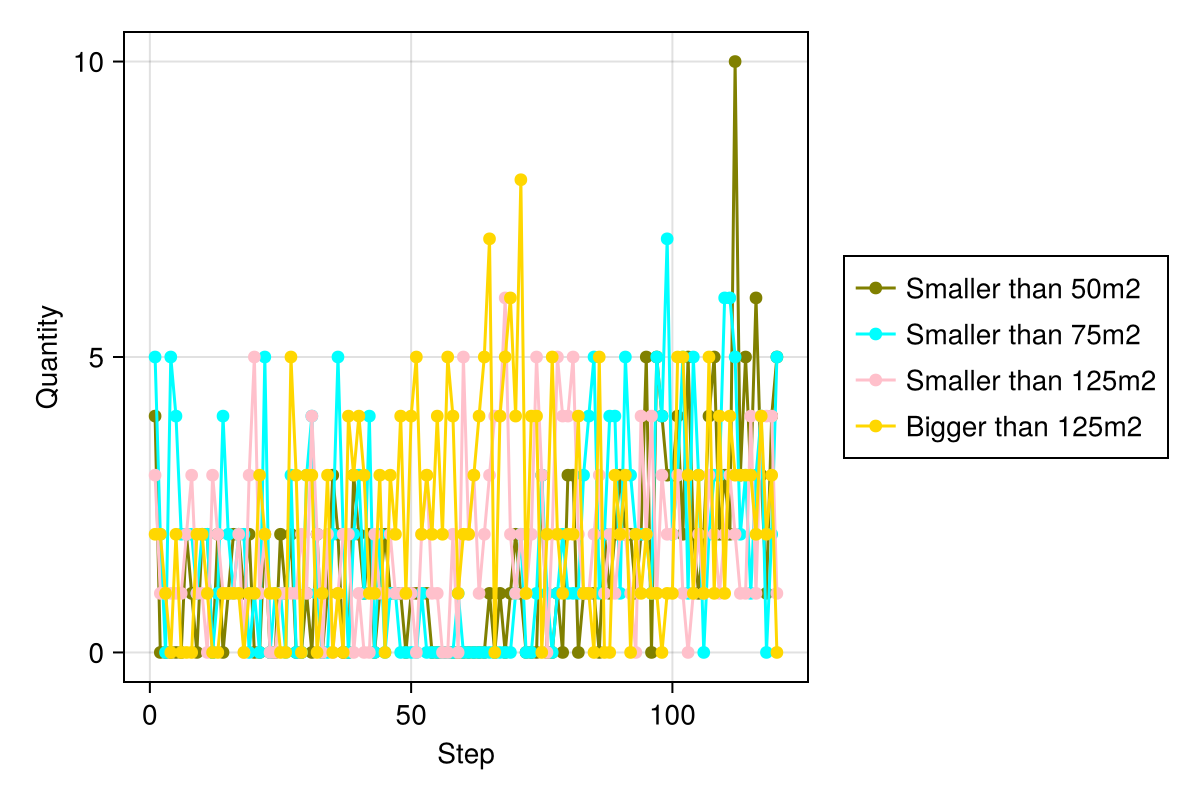 10
5
0
Quantity
0
50
100
Step
Smaller than 50m2
Smaller than 75m2
Smaller than 125m2
Bigger than 125m2